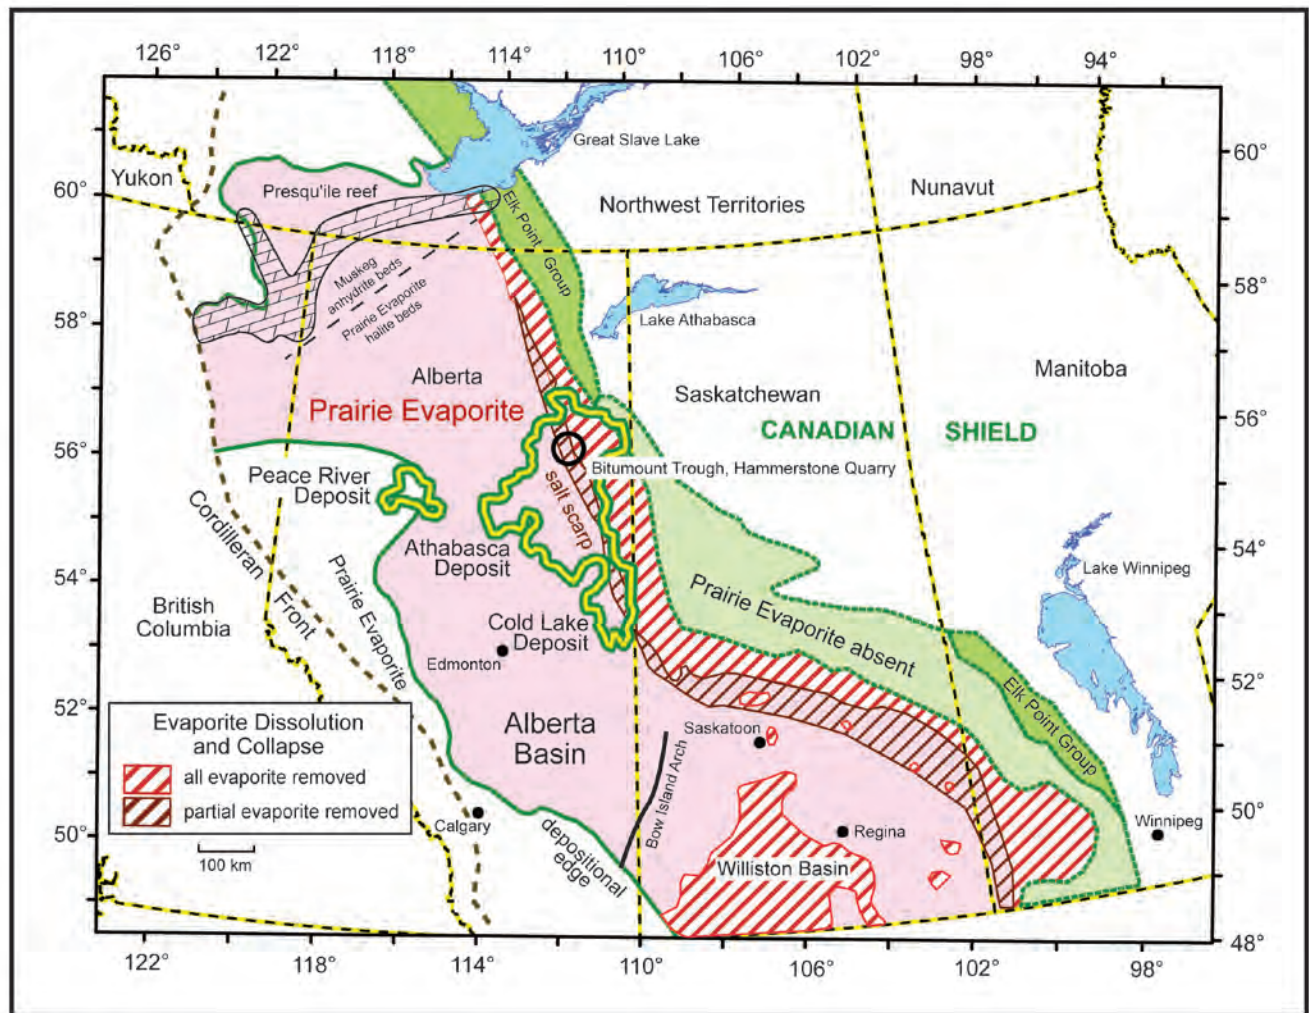 126°
122°
118°
114°
110°
106°
102°
98°
94°
Great Slave Lake
60°
Yukon
60°
Presqu'ile reef
Elk Point
Group
Northwest Territories
Nunavut
Muskeg
anhydrite beds
Prairie Evaporite
halite beds
58°
58°
Lake Athabasca
Alberta
Saskatchewan
Manitoba
Prairie Evaporite
56°
CANADIAN SHIELD
56°
Bitumount Trough, Hammerstone Quarry
Peace River
Deposit
salt scarp
Cordilleran
Front
Athabasca
Deposit
54°
54°
Prairie Evaporite
Prairie Evaporite absent
Lake Winnipeg
British
Columbia
Cold Lake
Deposit
Edmonton
52°
52°
Elk Point Group
Evaporite Dissolution
and Collapse
all evaporite removed
partial evaporite removed
Alberta
Basin
Saskatoon
Bow Island Arch
50°
50°
Calgary
100 km
depositional
edge
Regina
Winnipeg
Williston Basin
48°
122°
118°
114°
110°
106°
102°
98°